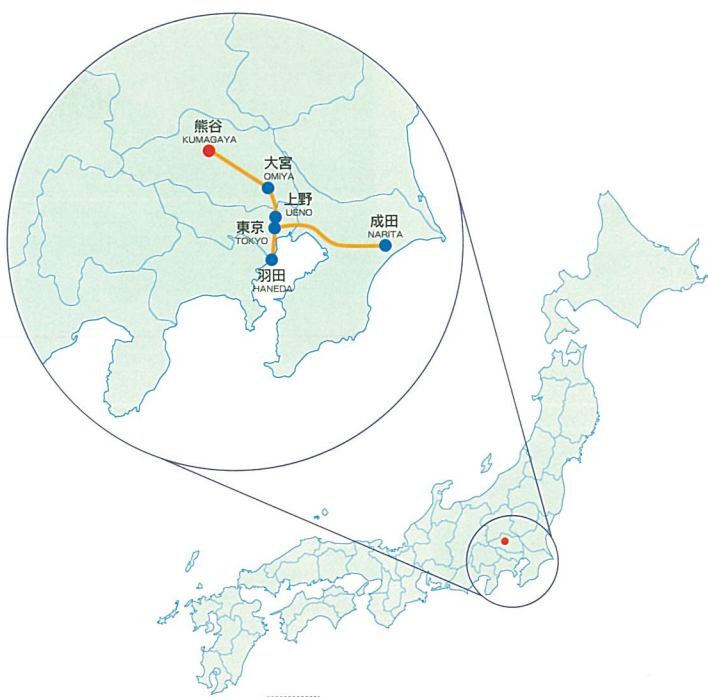 熊谷
KUMAGAYA
大宮
OMIYA
上野
UENO
東京
TOKYO
成田
NARITA
羽田
HANEDA